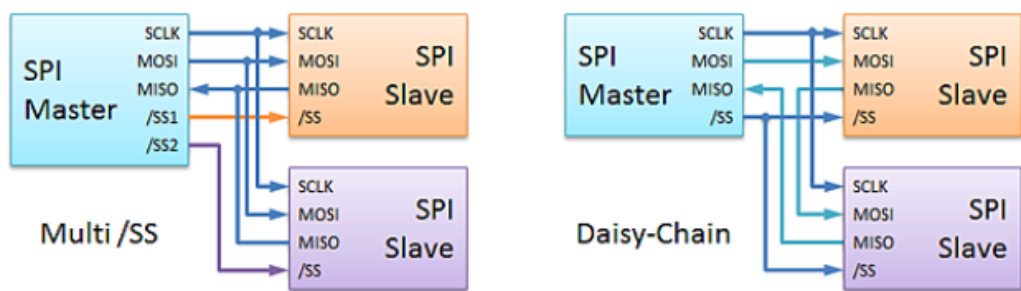 SPI
Master
SCLK
MOSI
MISO
/SS1
/SS2
SCLK
MOSI
MISO
/SS
SPI
Slave
SCLK
MOSI
MISO
/SS
SPI
Slave
Multi /SS
SPI
Master
SCLK
MOSI
MISO
/SS
SCLK
MOSI
MISO
/SS
SPI
Slave
SCLK
MOSI
MISO
/SS
SPI
Slave
Daisy-Chain